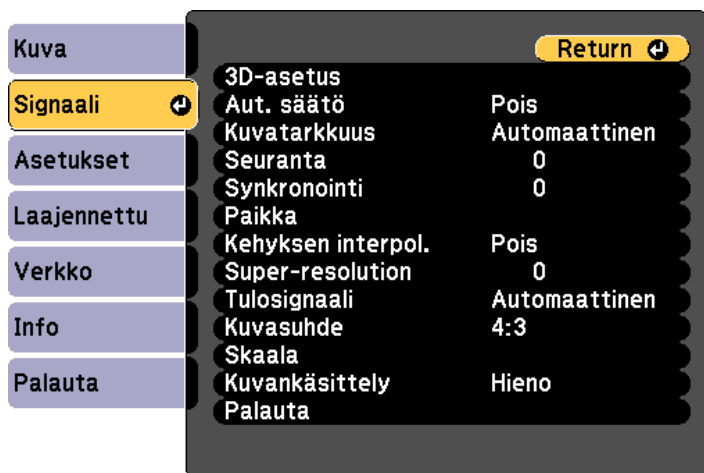 Kuva
Signaali
Asetukset
Laajennettu
Verkko
Info
Palauta
Return
3D-asetus
Aut. säätö Pois
Kuvatarkkuus Automaattinen
Seuranta 0
Synkronointi 0
Paikka
Kehyksen interpol. Pois
Super-resolution 0
Tulosignaali Automaattinen
Kuvasuhde 4:3
Skaala
Kuvankäsittely Hieno
Palauta